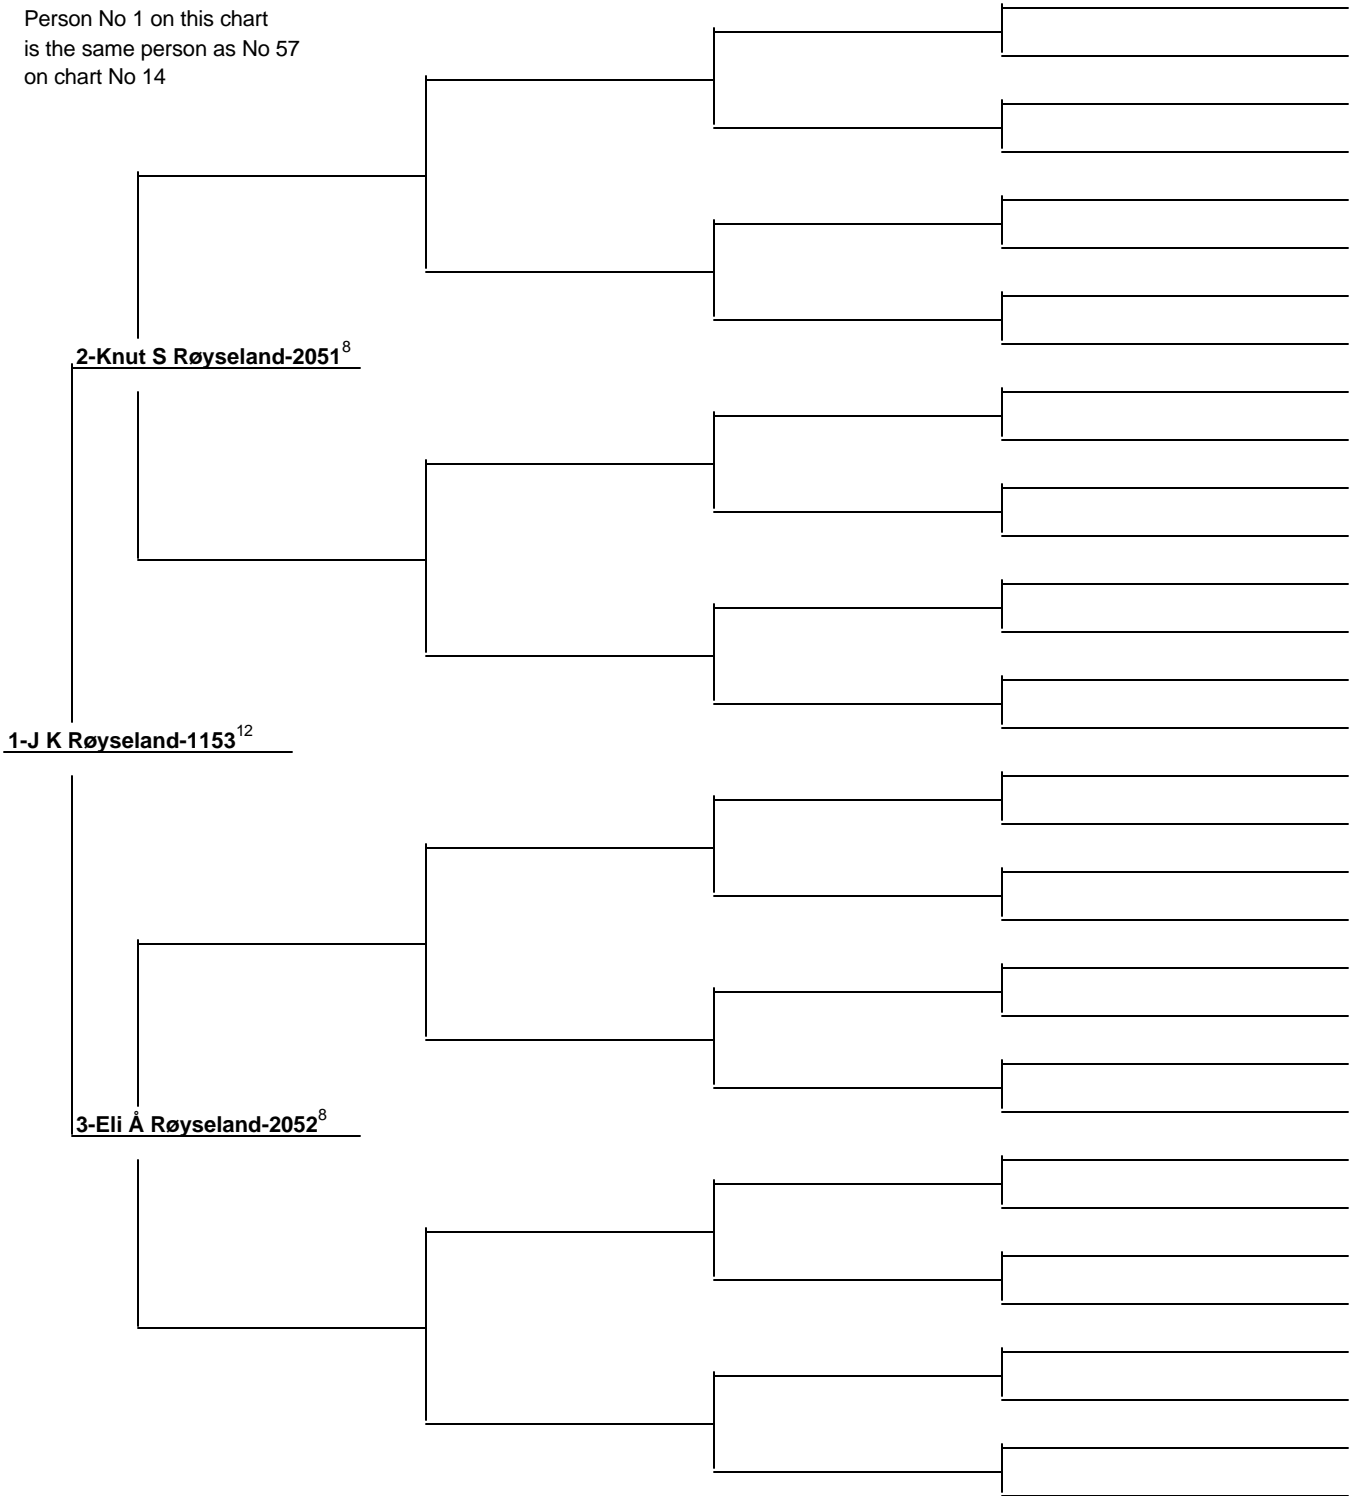 Person No 1 on this chart
is the same person as No 57
on chart No 14
2-Knut S Røyseland-2051⁸
1-J K Røyseland-1153¹²
3-Eli Å Røyseland-2052⁸